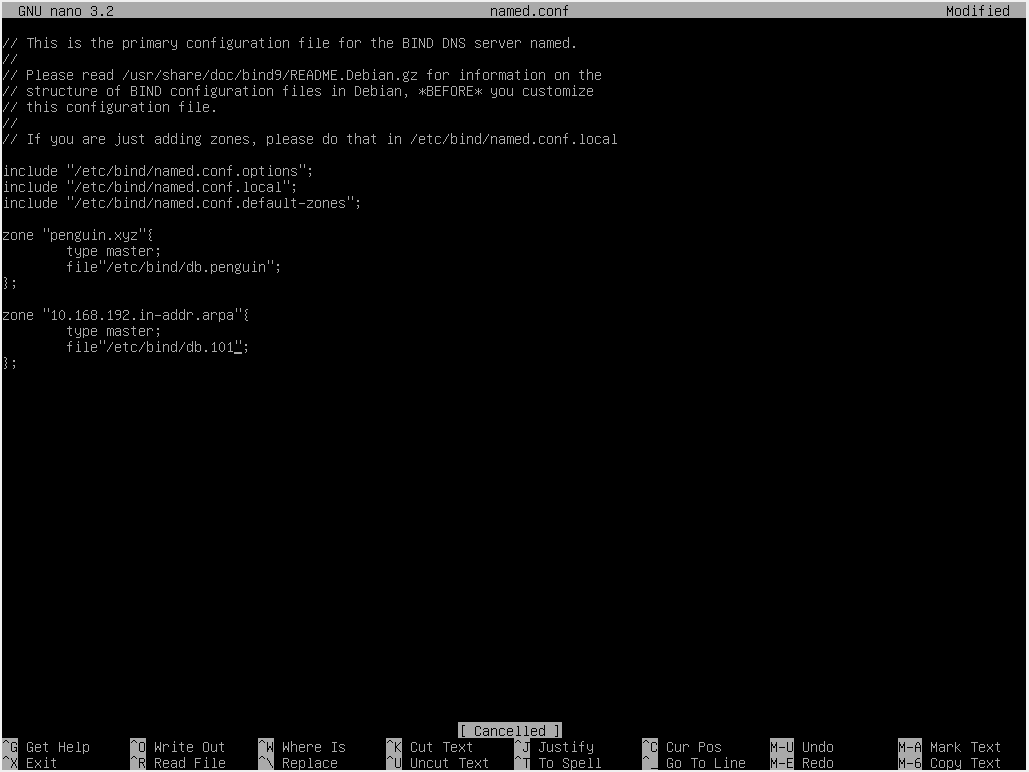 GNU nano 3.2 named.conf Modified
// This is the primary configuration file for the BIND DNS server named.
//
// Please read /usr/share/doc/bind9/README.Debian.gz for information on the
// structure of BIND configuration files in Debian, *BEFORE* you customize
// this configuration file.
//
// If you are just adding zones, please do that in /etc/bind/named.conf.local
include "/etc/bind/named.conf.options";
include "/etc/bind/named.conf.local";
include "/etc/bind/named.conf.default-zones";
zone "penguin.xyz"{
type master;
file"/etc/bind/db.penguin";
};
zone "10.168.192.in-addr.arpa"{
type master;
file"/etc/bind/db.101";
};
[ Cancelled ]
^G Get Help ^O Write Out ^W Where Is ^K Cut Text ^J Justify ^C Cur Pos M-U Undo M-A Mark Text
^X Exit ^R Read File ^\ Replace ^U Uncut Text ^T To Spell ^_ Go To Line M-E Redo M-6 Copy Text